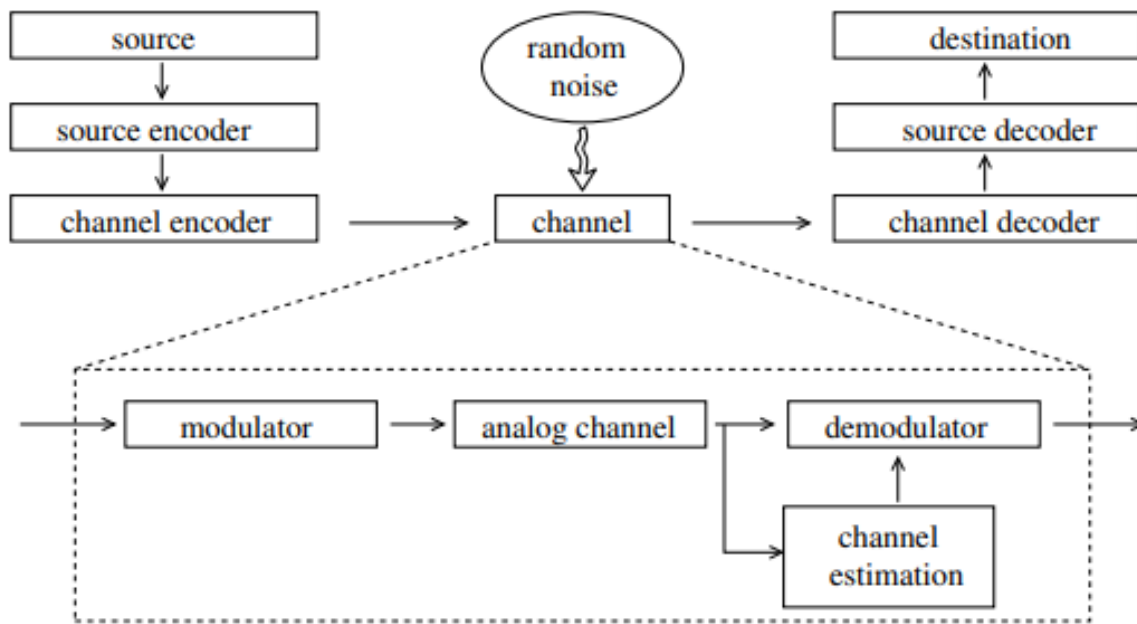 source
random
noise
destination
source encoder
source decoder
channel encoder
channel
channel decoder
modulator
analog channel
demodulator
channel
estimation